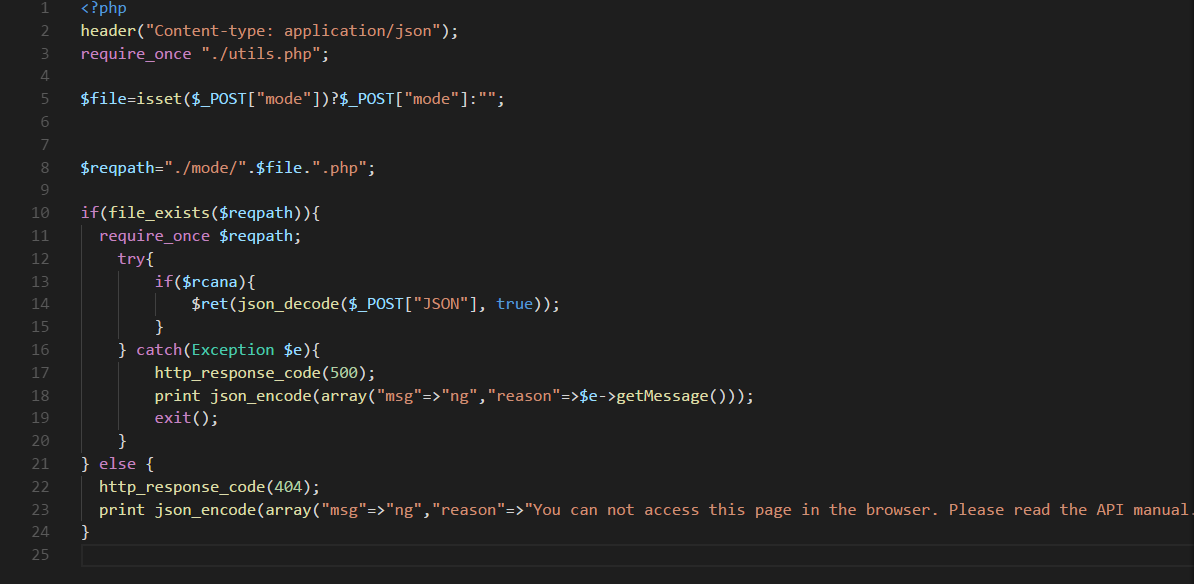 1 <?php
2 header("Content-type: application/json");
3 require_once "./utils.php";
4
5 $file=isset($_POST["mode"])?$_POST["mode"]:"";
6
7
8 $reqpath="./mode/".$file.".php";
9
10 if(file_exists($reqpath)){
11   require_once $reqpath;
12     try{
13         if($rcana){
14             $ret(json_decode($_POST["JSON"], true));
15         }
16     } catch(Exception $e){
17         http_response_code(500);
18         print json_encode(array("msg"=>"ng","reason"=>$e->getMessage()));
19         exit();
20     }
21 } else {
22   http_response_code(404);
23   print json_encode(array("msg"=>"ng","reason"=>"You can not access this page in the browser. Please read the API manual.
24 }
25